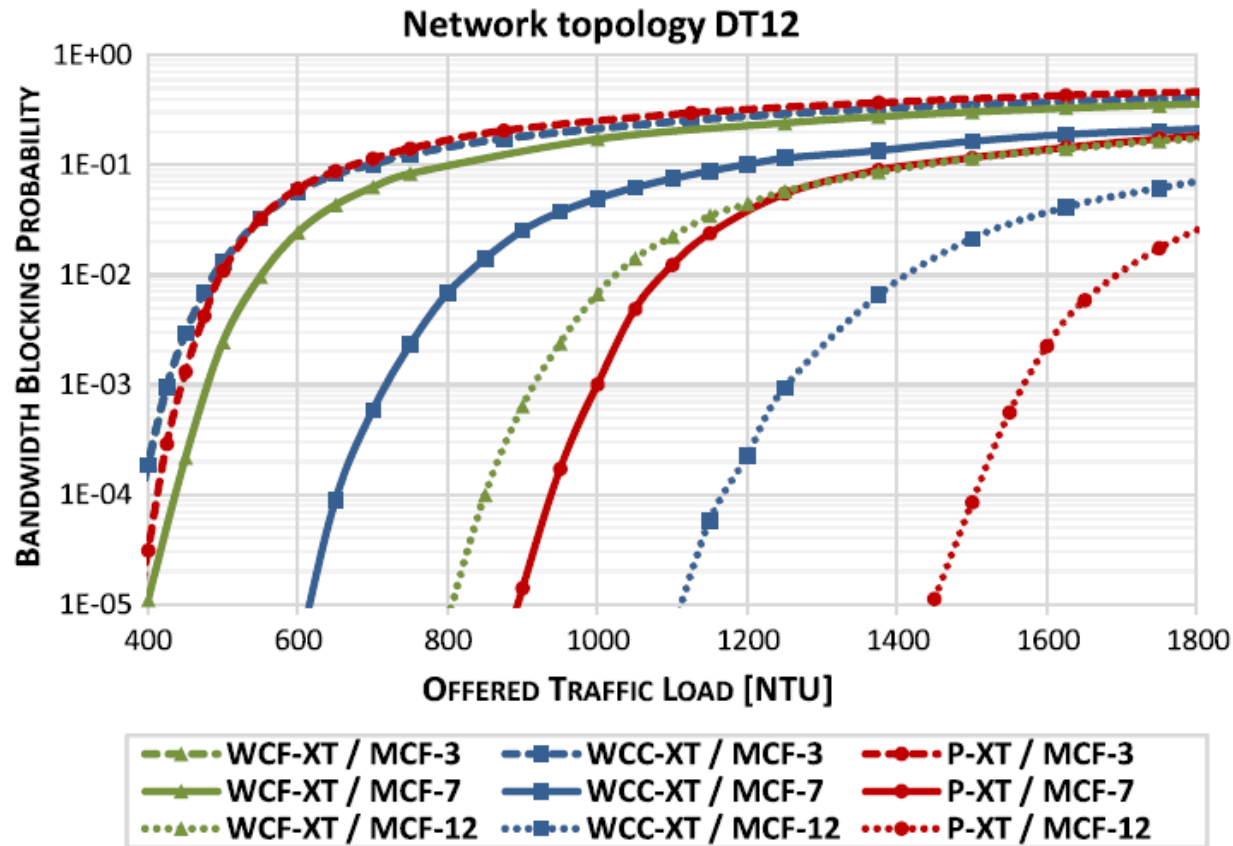 Network topology DT12
1E+00
1E-01
1E-02
1E-03
1E-04
1E-05
BANDWIDTH BLOCKING PROBABILITY
400 600 800 1000 1200 1400 1600 1800
OFFERED TRAFFIC LOAD [NTU]
WCF-XT / MCF-3 WCC-XT / MCF-3 P-XT / MCF-3
WCF-XT / MCF-7 WCC-XT / MCF-7 P-XT / MCF-7
WCF-XT / MCF-12 WCC-XT / MCF-12 P-XT / MCF-12